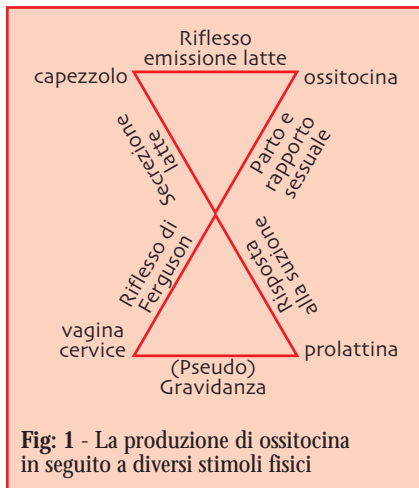 Riflesso
emissione latte
capezzolo
ossitocina
Secrezione
latte
Parto e
rapporto
sessuale
Riflesso di
Ferguson
Risposta
alla suzione
vagina
cervice
prolattina
(Pseudo)
Gravidanza
Fig: 1 - La produzione di ossitocina
in seguito a diversi stimoli fisici